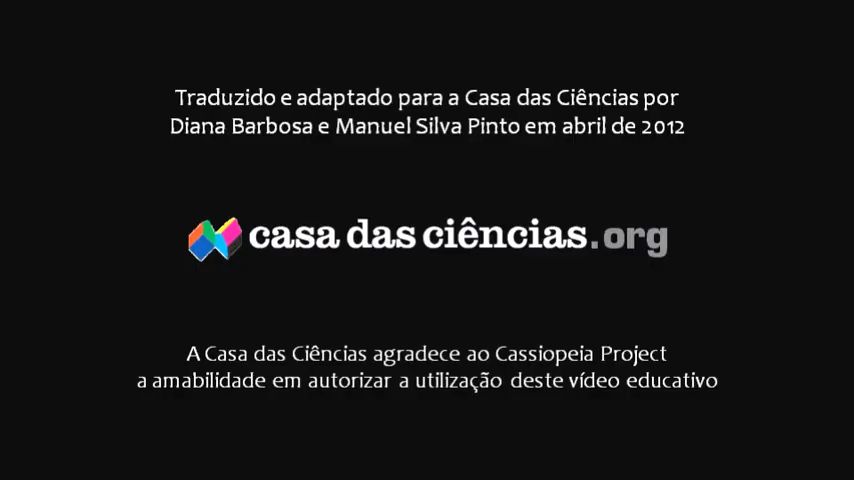 Traduzido e adaptado para a Casa das Ciências por
Diana Barbosa e Manuel Silva Pinto em abril de 2012
casa das ciências.org
A Casa das Ciências agradece ao Cassiopeia Project
a amabilidade em autorizar a utilização deste vídeo educativo